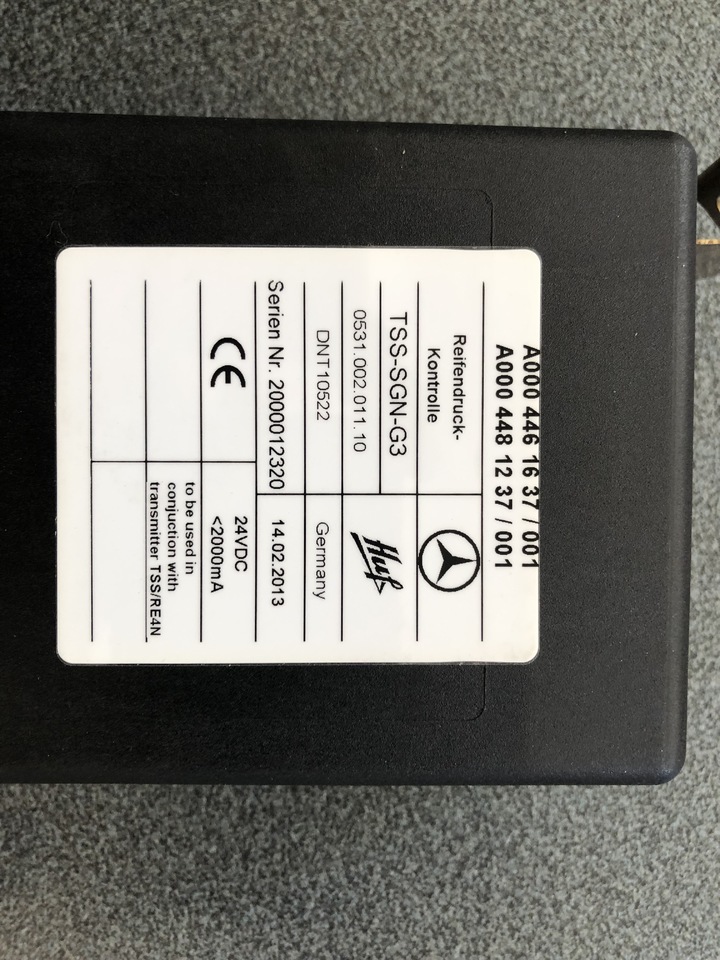 A000 446 16 37 / 001
A000 448 12 37 / 001
Reifendruck-
Kontrolle
TSS-SGN-G3
0531.002.011.10
Huf
DNT10522
Germany
Serien Nr. 2000012320
14.02.2013
CE
24VDC
<2000mA
to be used in
conjuction with
transmitter TSS/RE4N